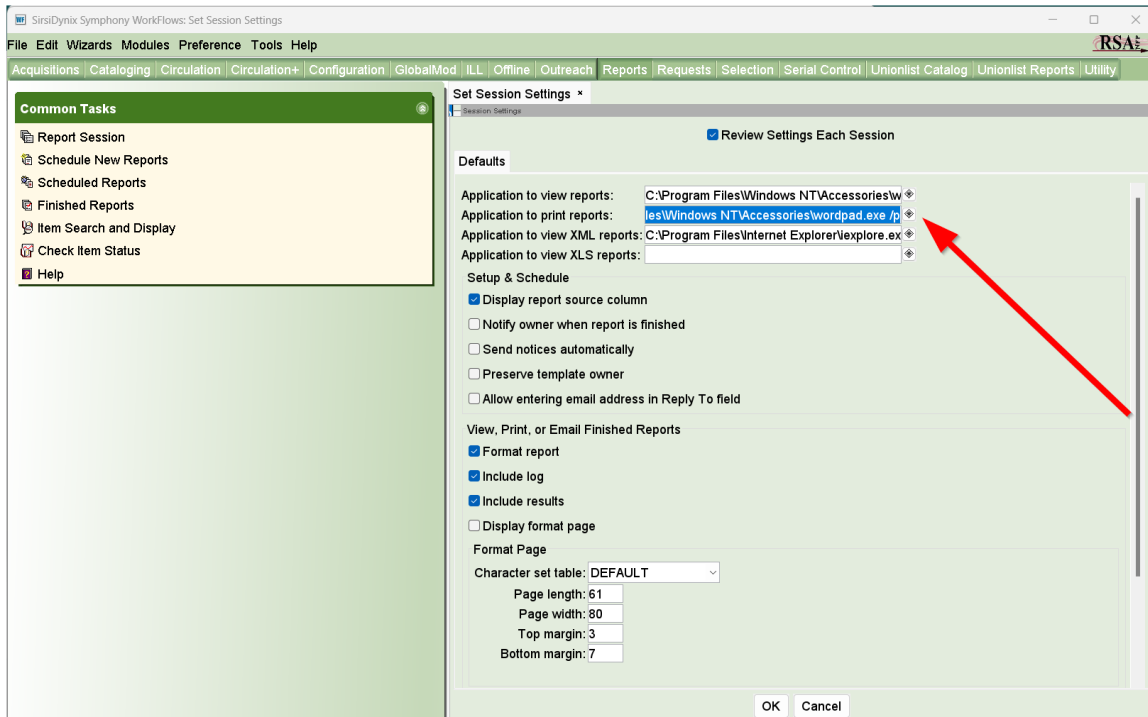 SirsiDynix Symphony WorkFlows: Set Session Settings
File Edit Wizards Modules Preference Tools Help
RSA
Acquisitions Cataloging Circulation Circulation+ Configuration GlobalMod ILL Offline Outreach Reports Requests Selection Serial Control Unionlist Catalog Unionlist Reports Utility
Common Tasks
Report Session
Schedule New Reports
Scheduled Reports
Finished Reports
Item Search and Display
Check Item Status
Help
Set Session Settings ×
Session Settings
Review Settings Each Session
Defaults
Application to view reports: C:\Program Files\Windows NT\Accessories\w
Application to print reports: les\Windows NT\Accessories\wordpad.exe /p
Application to view XML reports: C:\Program Files\Internet Explorer\iexplore.ex
Application to view XLS reports:
Setup & Schedule
Display report source column
Notify owner when report is finished
Send notices automatically
Preserve template owner
Allow entering email address in Reply To field
View, Print, or Email Finished Reports
Format report
Include log
Include results
Display format page
Format Page
Character set table: DEFAULT
Page length: 61
Page width: 80
Top margin: 3
Bottom margin: 7
OK Cancel